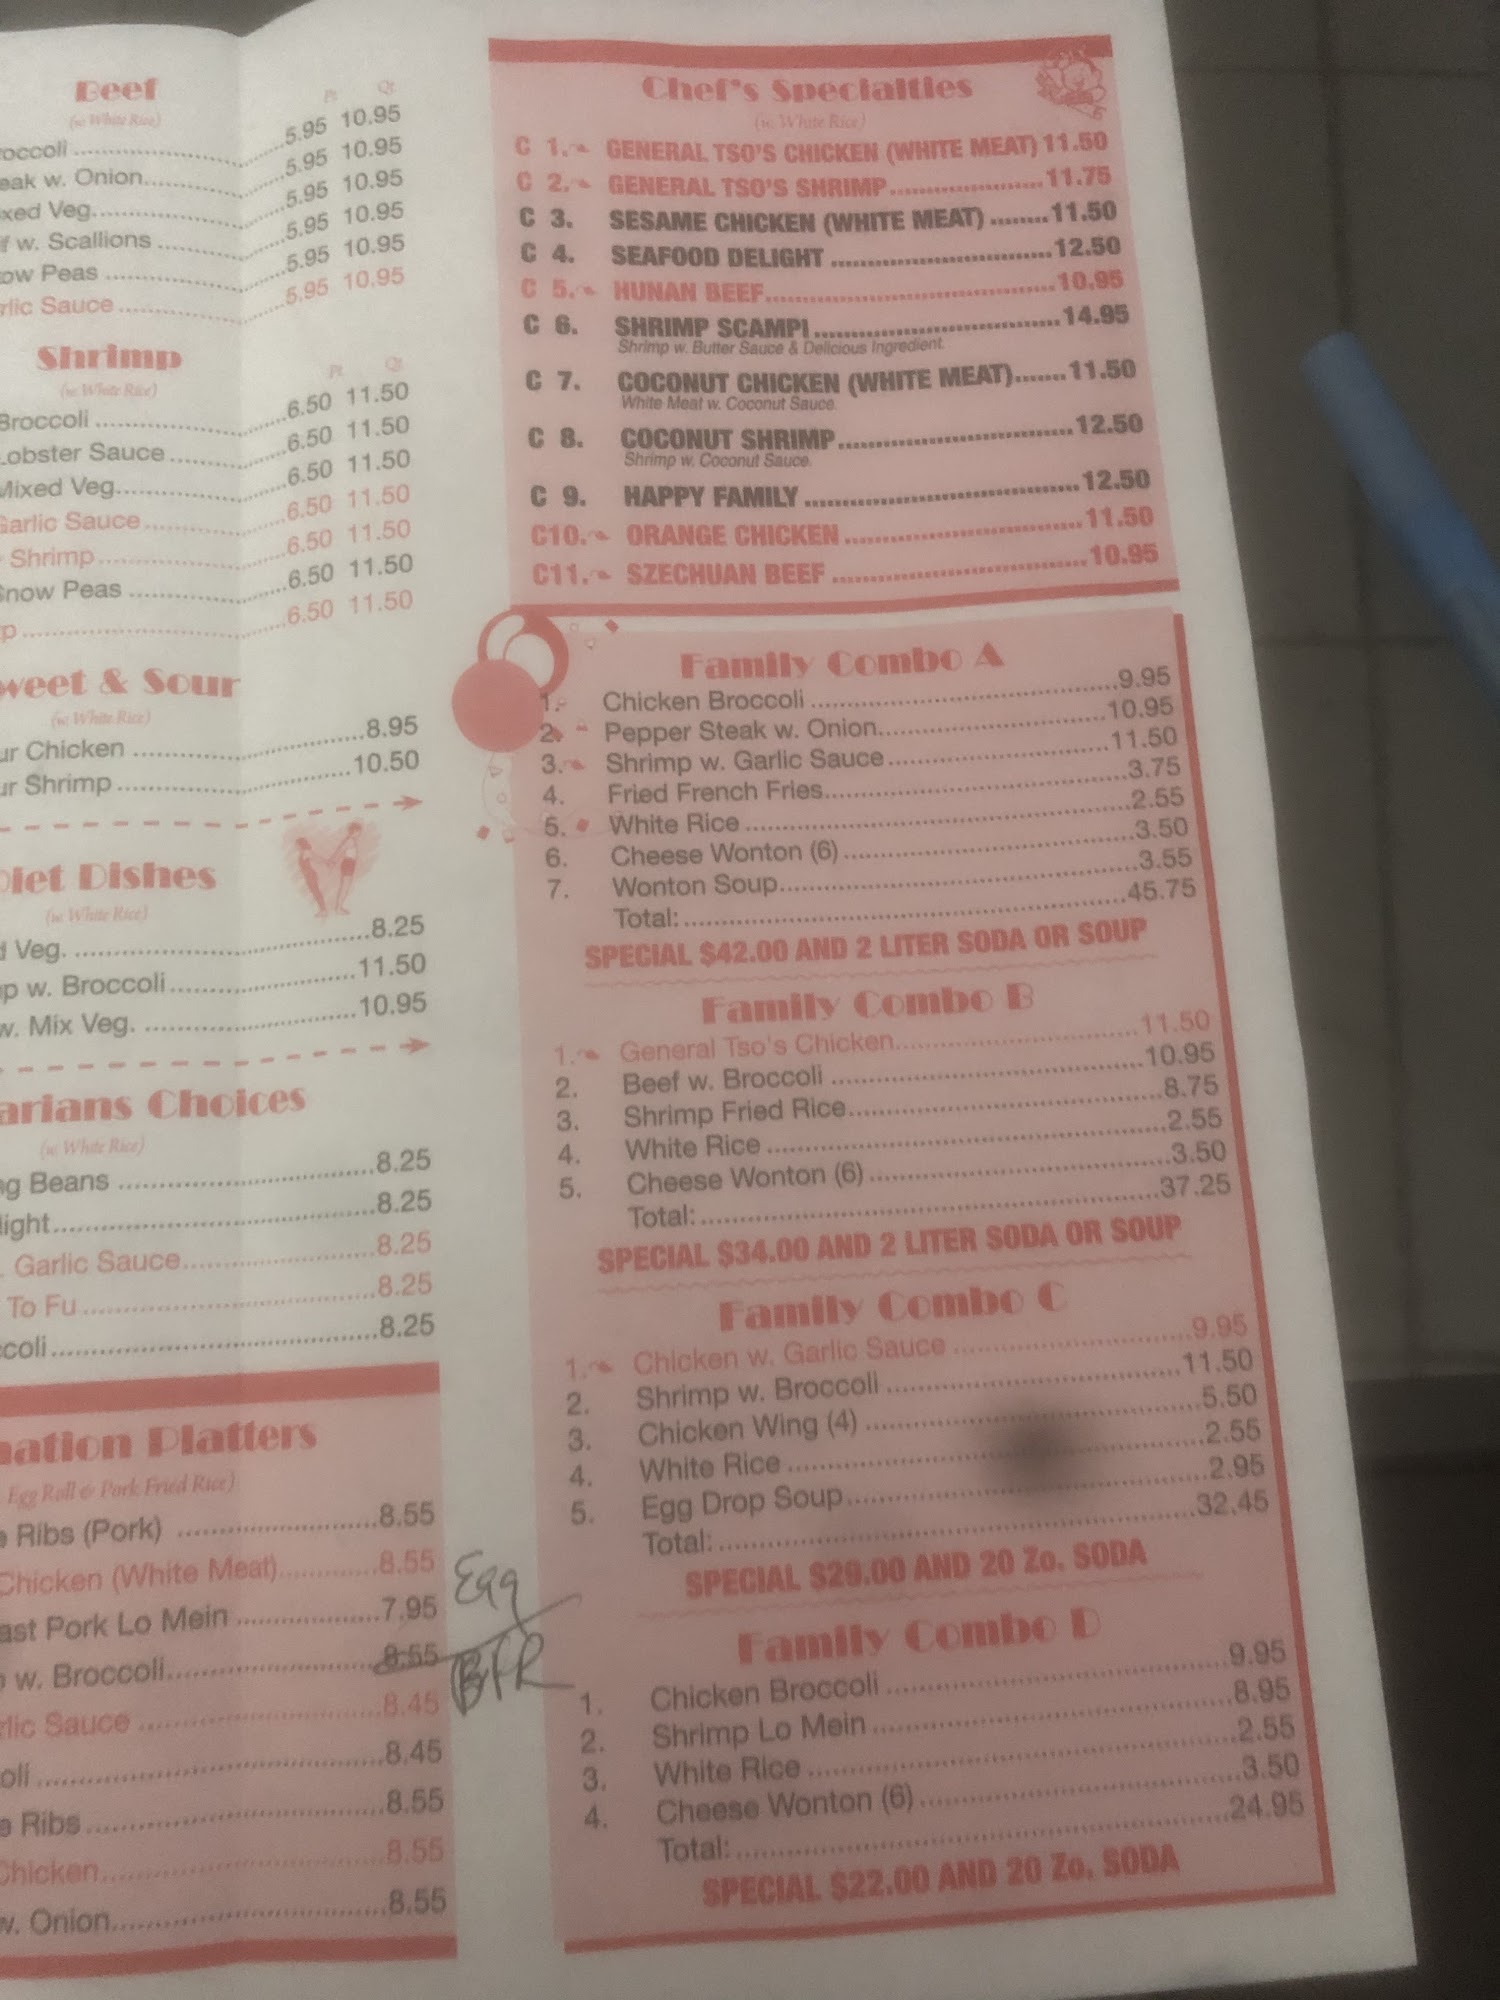 Beef
(w. White Rice)
Pt. Qt.
roccoli 5.95 10.95
eak w. Onion 5.95 10.95
xed Veg. 5.95 10.95
f w. Scallions 5.95 10.95
ow Peas 5.95 10.95
rlic Sauce 5.95 10.95
Shrimp
(w. White Rice)
Pt. Qt.
Broccoli 6.50 11.50
Lobster Sauce 6.50 11.50
Mixed Veg. 6.50 11.50
Garlic Sauce 6.50 11.50
Shrimp 6.50 11.50
Snow Peas 6.50 11.50
p 6.50 11.50
weet & Sour
(w. White Rice)
ur Chicken 8.95
ur Shrimp 10.50
Diet Dishes
(w. White Rice)
d Veg. 8.25
p w. Broccoli 11.50
w. Mix Veg. 10.95
arians Choices
(w. White Rice)
ng Beans 8.25
light 8.25
. Garlic Sauce 8.25
To Fu 8.25
ccoli 8.25
nation Platters
Egg Roll & Pork Fried Rice)
e Ribs (Pork) 8.55
Chicken (White Meat) 8.55
ast Pork Lo Mein 7.95
w. Broccoli 8.55
rlic Sauce 8.45
oli 8.45
e Ribs 8.55
Chicken 8.55
w. Onion 8.55
Egg
BFR
Chef's Specialties
(w. White Rice)
C 1. GENERAL TSO'S CHICKEN (WHITE MEAT) 11.50
C 2. GENERAL TSO'S SHRIMP 11.75
C 3. SESAME CHICKEN (WHITE MEAT) 11.50
C 4. SEAFOOD DELIGHT 12.50
C 5. HUNAN BEEF 10.95
C 6. SHRIMP SCAMPI 14.95
Shrimp w. Butter Sauce & Delicious Ingredient.
C 7. COCONUT CHICKEN (WHITE MEAT) 11.50
White Meat w. Coconut Sauce.
C 8. COCONUT SHRIMP 12.50
Shrimp w. Coconut Sauce.
C 9. HAPPY FAMILY 12.50
C10. ORANGE CHICKEN 11.50
C11. SZECHUAN BEEF 10.95
Family Combo A
1. Chicken Broccoli 9.95
2. Pepper Steak w. Onion 10.95
3. Shrimp w. Garlic Sauce 11.50
4. Fried French Fries 3.75
5. White Rice 2.55
6. Cheese Wonton (6) 3.50
7. Wonton Soup 3.55
Total: 45.75
SPECIAL $42.00 AND 2 LITER SODA OR SOUP
Family Combo B
1. General Tso's Chicken 11.50
2. Beef w. Broccoli 10.95
3. Shrimp Fried Rice 8.75
4. White Rice 2.55
5. Cheese Wonton (6) 3.50
Total: 37.25
SPECIAL $34.00 AND 2 LITER SODA OR SOUP
Family Combo C
1. Chicken w. Garlic Sauce 9.95
2. Shrimp w. Broccoli 11.50
3. Chicken Wing (4) 5.50
4. White Rice 2.55
5. Egg Drop Soup 2.95
Total: 32.45
SPECIAL $29.00 AND 20 Zo. SODA
Family Combo D
1. Chicken Broccoli 9.95
2. Shrimp Lo Mein 8.95
3. White Rice 2.55
4. Cheese Wonton (6) 3.50
Total: 24.95
SPECIAL $22.00 AND 20 Zo. SODA